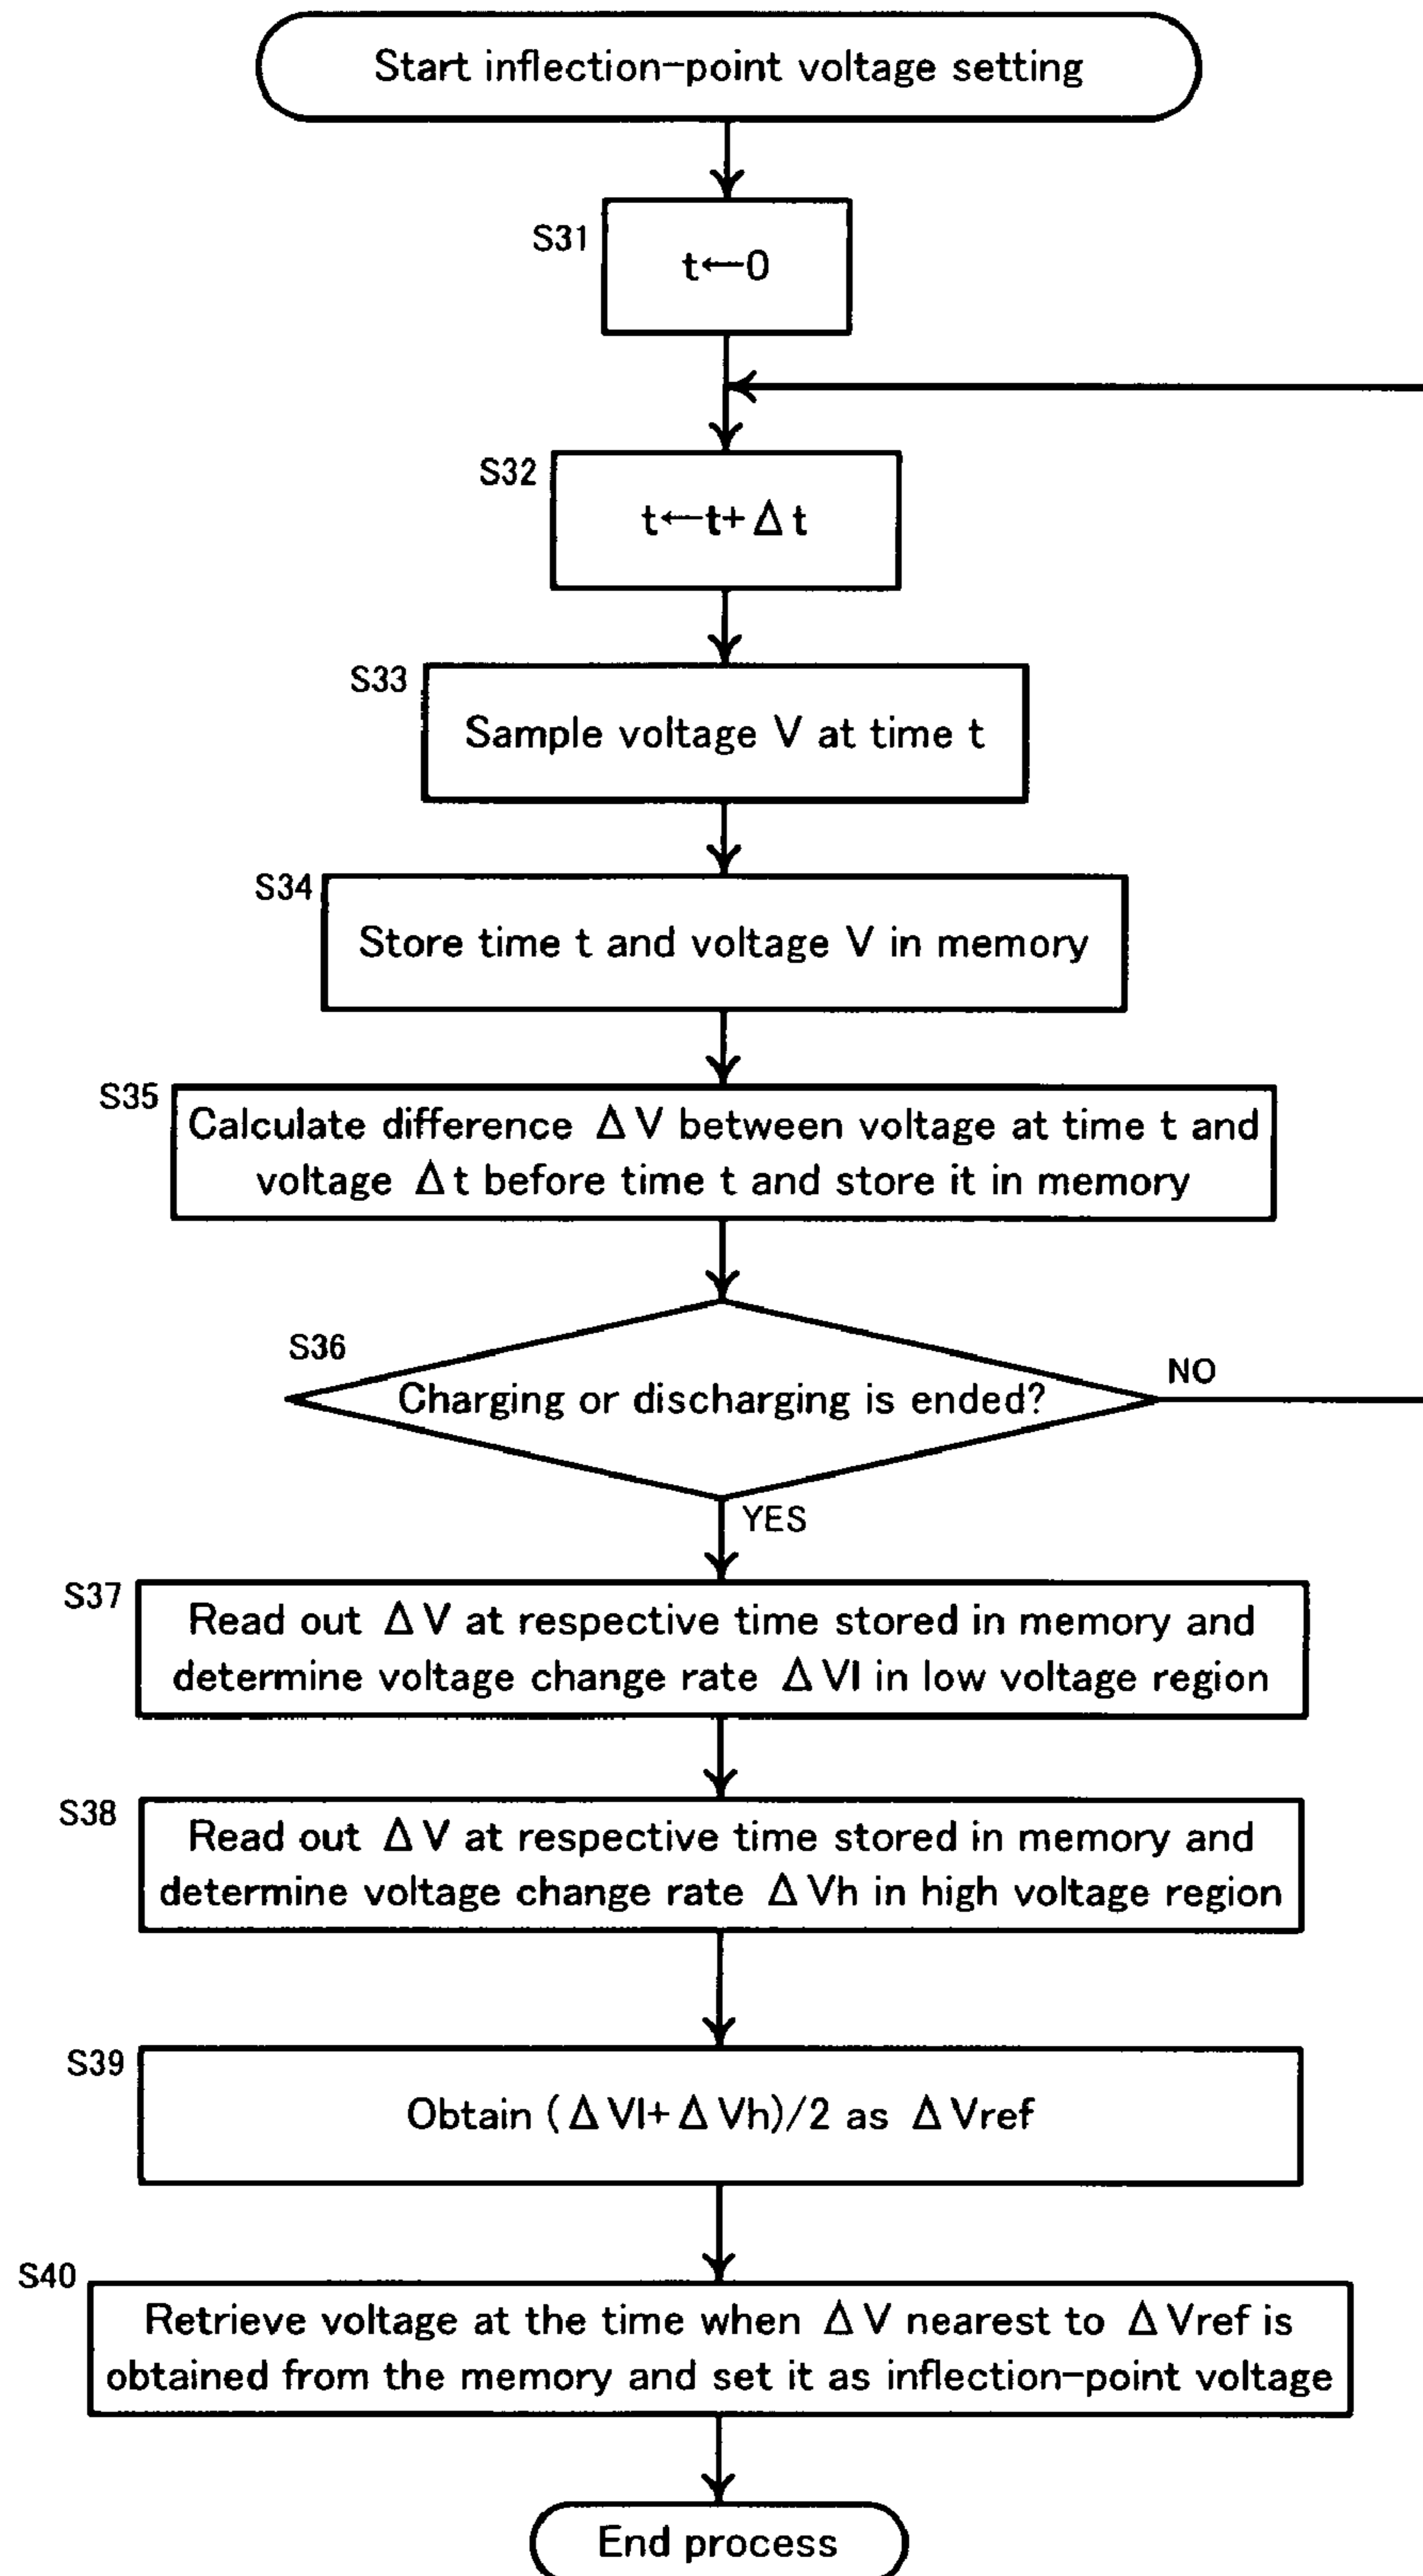 Start inflection-point voltage setting
S31
t←0
S32
t←t+Δt
S33
Sample voltage V at time t
S34
Store time t and voltage V in memory
S35
Calculate difference ΔV between voltage at time t and
voltage Δt before time t and store it in memory
S36
Charging or discharging is ended?
NO
YES
S37
Read out ΔV at respective time stored in memory and
determine voltage change rate ΔVl in low voltage region
S38
Read out ΔV at respective time stored in memory and
determine voltage change rate ΔVh in high voltage region
S39
Obtain (ΔVl+ΔVh)/2 as ΔVref
S40
Retrieve voltage at the time when ΔV nearest to ΔVref is
obtained from the memory and set it as inflection-point voltage
End process